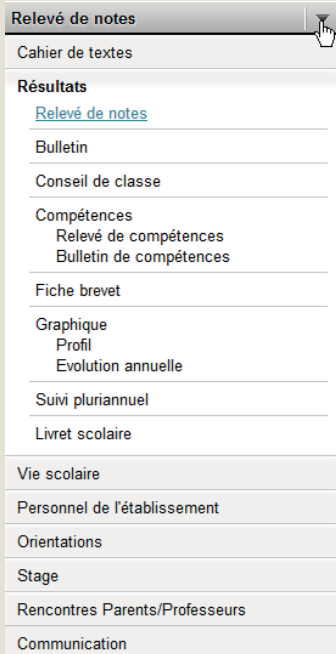 Relevé de notes
Cahier de textes
Résultats
Relevé de notes
Bulletin
Conseil de classe
Compétences
Relevé de compétences
Bulletin de compétences
Fiche brevet
Graphique
Profil
Evolution annuelle
Suivi pluriannuel
Livret scolaire
Vie scolaire
Personnel de l'établissement
Orientations
Stage
Rencontres Parents/Professeurs
Communication